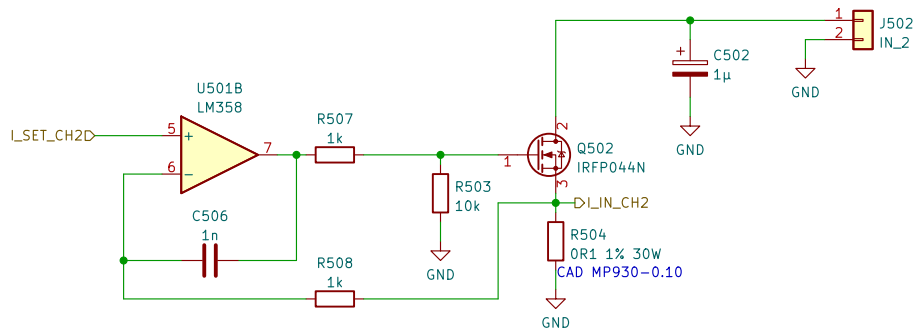 J502
1
2
IN_2
C502
1µ
+
GND
GND
U501B
LM358
I_SET_CH2
5
+
6
−
7
R507
1k
1
2
3
Q502
IRFP044N
R503
10k
GND
I_IN_CH2
C506
1n
R504
0R1 1% 30W
CAD MP930-0.10
R508
1k
GND